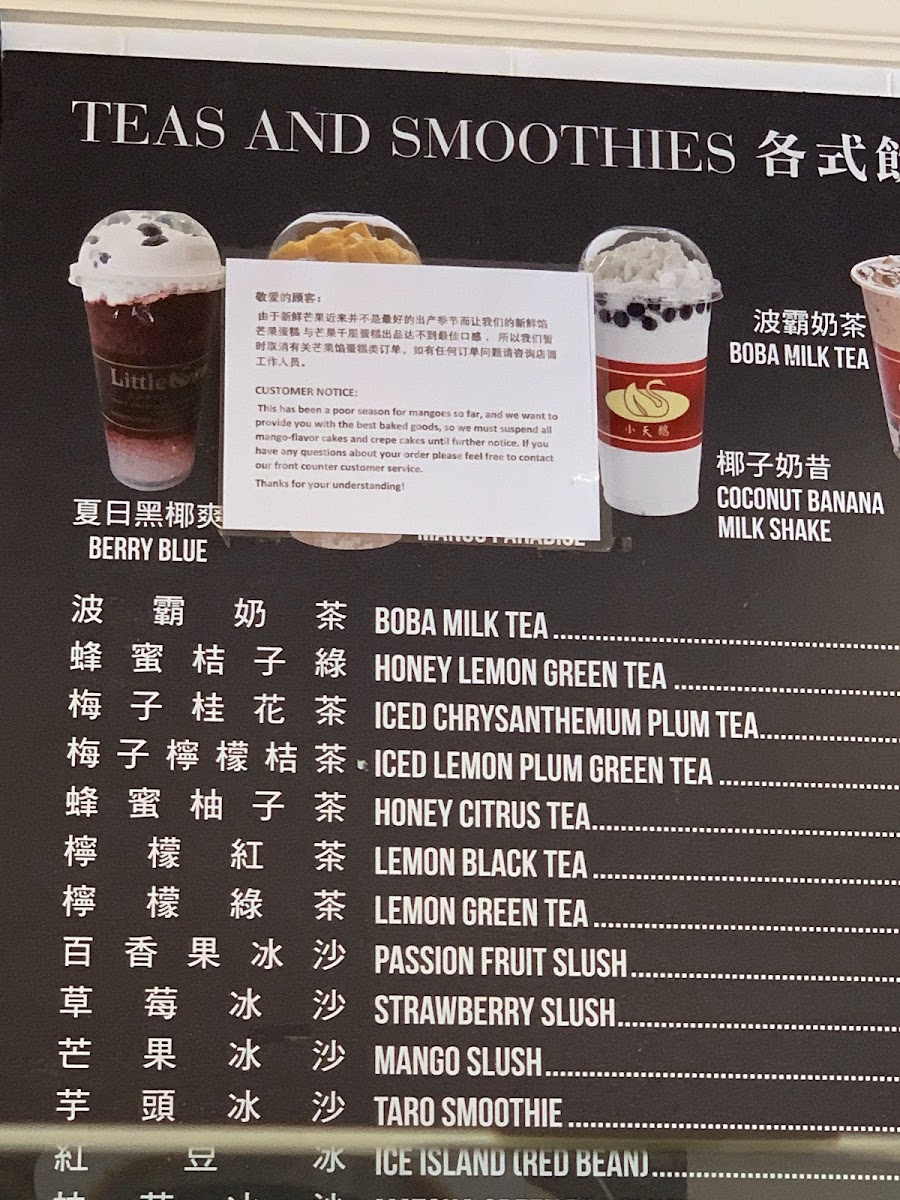 TEAS AND SMOOTHIES 各式飲
敬愛的顾客：
由于新鲜芒果近来并不是最好的出产季节而让我们的新鲜馅
芒果蛋糕 与芒果千层蛋糕出品达不到最佳口感 ， 所以我们暂
时取消有关芒果馅蛋糕类订单，如有任何订单问题请咨询店面
工作人员。
CUSTOMER NOTICE:
This has been a poor season for mangoes so far, and we want to
provide you with the best baked goods, so we must suspend all
mango-flavor cakes and crepe cakes until further notice. If you
have any questions about your order please feel free to contact
our front counter customer service.
Thanks for your understanding!
Little
小天鵝
波霸奶茶
BOBA MILK TEA
椰子奶昔
COCONUT BANANA
MILK SHAKE
夏日黑椰爽
BERRY BLUE
MANGO PARADISE
波霸奶茶 BOBA MILK TEA
蜂蜜桔子綠 HONEY LEMON GREEN TEA
梅子桂花茶 ICED CHRYSANTHEMUM PLUM TEA
梅子檸檬桔茶 ICED LEMON PLUM GREEN TEA
蜂蜜柚子茶 HONEY CITRUS TEA
檸檬紅茶 LEMON BLACK TEA
檸檬綠茶 LEMON GREEN TEA
百香果冰沙 PASSION FRUIT SLUSH
草莓冰沙 STRAWBERRY SLUSH
芒果冰沙 MANGO SLUSH
芋頭冰沙 TARO SMOOTHIE
紅豆冰 ICE ISLAND (RED BEAN)